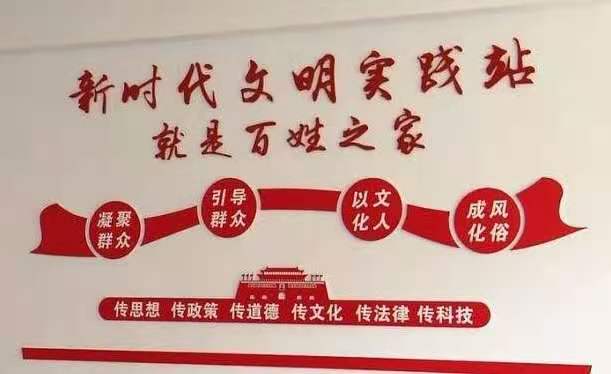 新时代文明实践站
就是百姓之家
凝聚
群众
引导
群众
以文
化人
成风
化俗
传思想 传政策 传道德 传文化 传法律 传科技